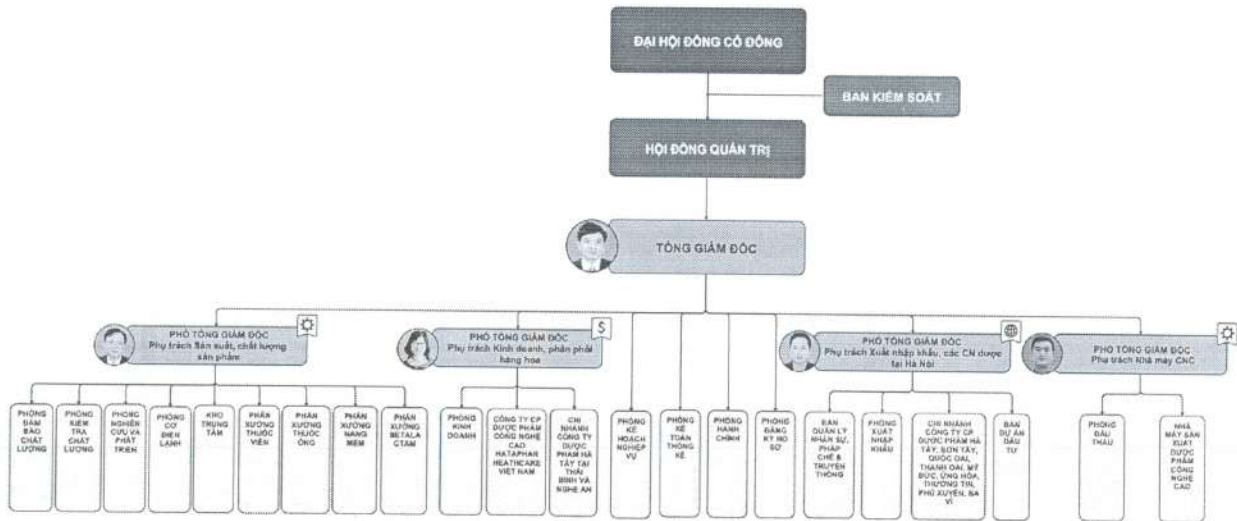 ĐẠI HỘI ĐỒNG CỔ ĐÔNG
BAN KIỂM SOÁT
HỘI ĐỒNG QUẢN TRỊ
TỔNG GIÁM ĐỐC
PHÓ TỔNG GIÁM ĐỐC
Phụ trách Sản xuất, chất lượng
sản phẩm
$
PHÓ TỔNG GIÁM ĐỐC
Phụ trách Kinh doanh, phân phối
hàng hóa
PHÓ TỔNG GIÁM ĐỐC
Phụ trách Xuất nhập khẩu, các CN dược
tại Hà Nội
PHÓ TỔNG GIÁM ĐỐC
Phụ trách Nhà máy CNC
PHÒNG
ĐẢM
BẢO
CHẤT
LƯỢNG
PHÒNG
KIỂM
TRA
CHẤT
LƯỢNG
PHÒNG
NGHIÊN
CỨU VÀ
PHÁT
TRIỂN
PHÒNG
CƠ
ĐIỆN
LẠNH
KHO
TRUNG
TÂM
PHÂN
XƯỞNG
THUỐC
VIÊN
PHÂN
XƯỞNG
THUỐC
ỐNG
PHÂN
XƯỞNG
NANG
MỀM
PHÂN
XƯỞNG
BETALA
CTAM
PHÒNG
KINH
DOANH
CÔNG TY CP
DƯỢC PHẨM
CÔNG NGHỆ
CAO
HATAPHAR
HEATHCARE
VIỆT NAM
CHI
NHÁNH
CÔNG TY
DƯỢC
PHẨM HÀ
TÂY TẠI
THÁI
BÌNH VÀ
NGHỆ AN
PHÒNG
KẾ
HOẠCH
NGHIỆP
VỤ
PHÒNG
KẾ
TOÁN
THỐNG
KÊ
PHÒNG
HÀNH
CHÍNH
PHÒNG
ĐĂNG
KÝ HỒ
SƠ
BAN
QUẢN LÝ
NHÂN SỰ,
PHÁP
CHẾ &
TRUYỀN
THÔNG
PHÒNG
XUẤT
NHẬP
KHẨU
CHI NHÁNH
CÔNG TY CP
DƯỢC PHẨM HÀ
TÂY, SƠN TÂY,
QUỐC OAI,
THANH OAI, MỸ
ĐỨC, ỨNG HÒA,
THƯỜNG TÍN,
PHÚ XUYÊN, BA
VÌ
BAN
DỰ ÁN
ĐẦU
TƯ
PHÒNG
ĐẤU
THẦU
NHÀ
MÁY SẢN
XUẤT
DƯỢC
PHẨM
CÔNG
NGHỆ
CAO